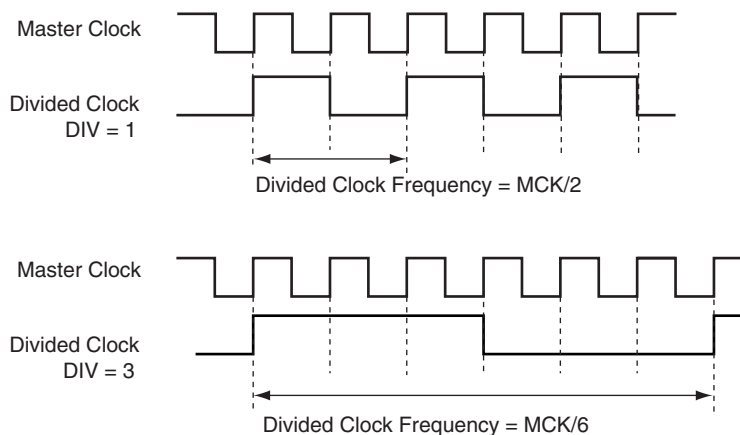 Master Clock
Divided Clock
DIV = 1
Divided Clock Frequency = MCK/2
Master Clock
Divided Clock
DIV = 3
Divided Clock Frequency = MCK/6